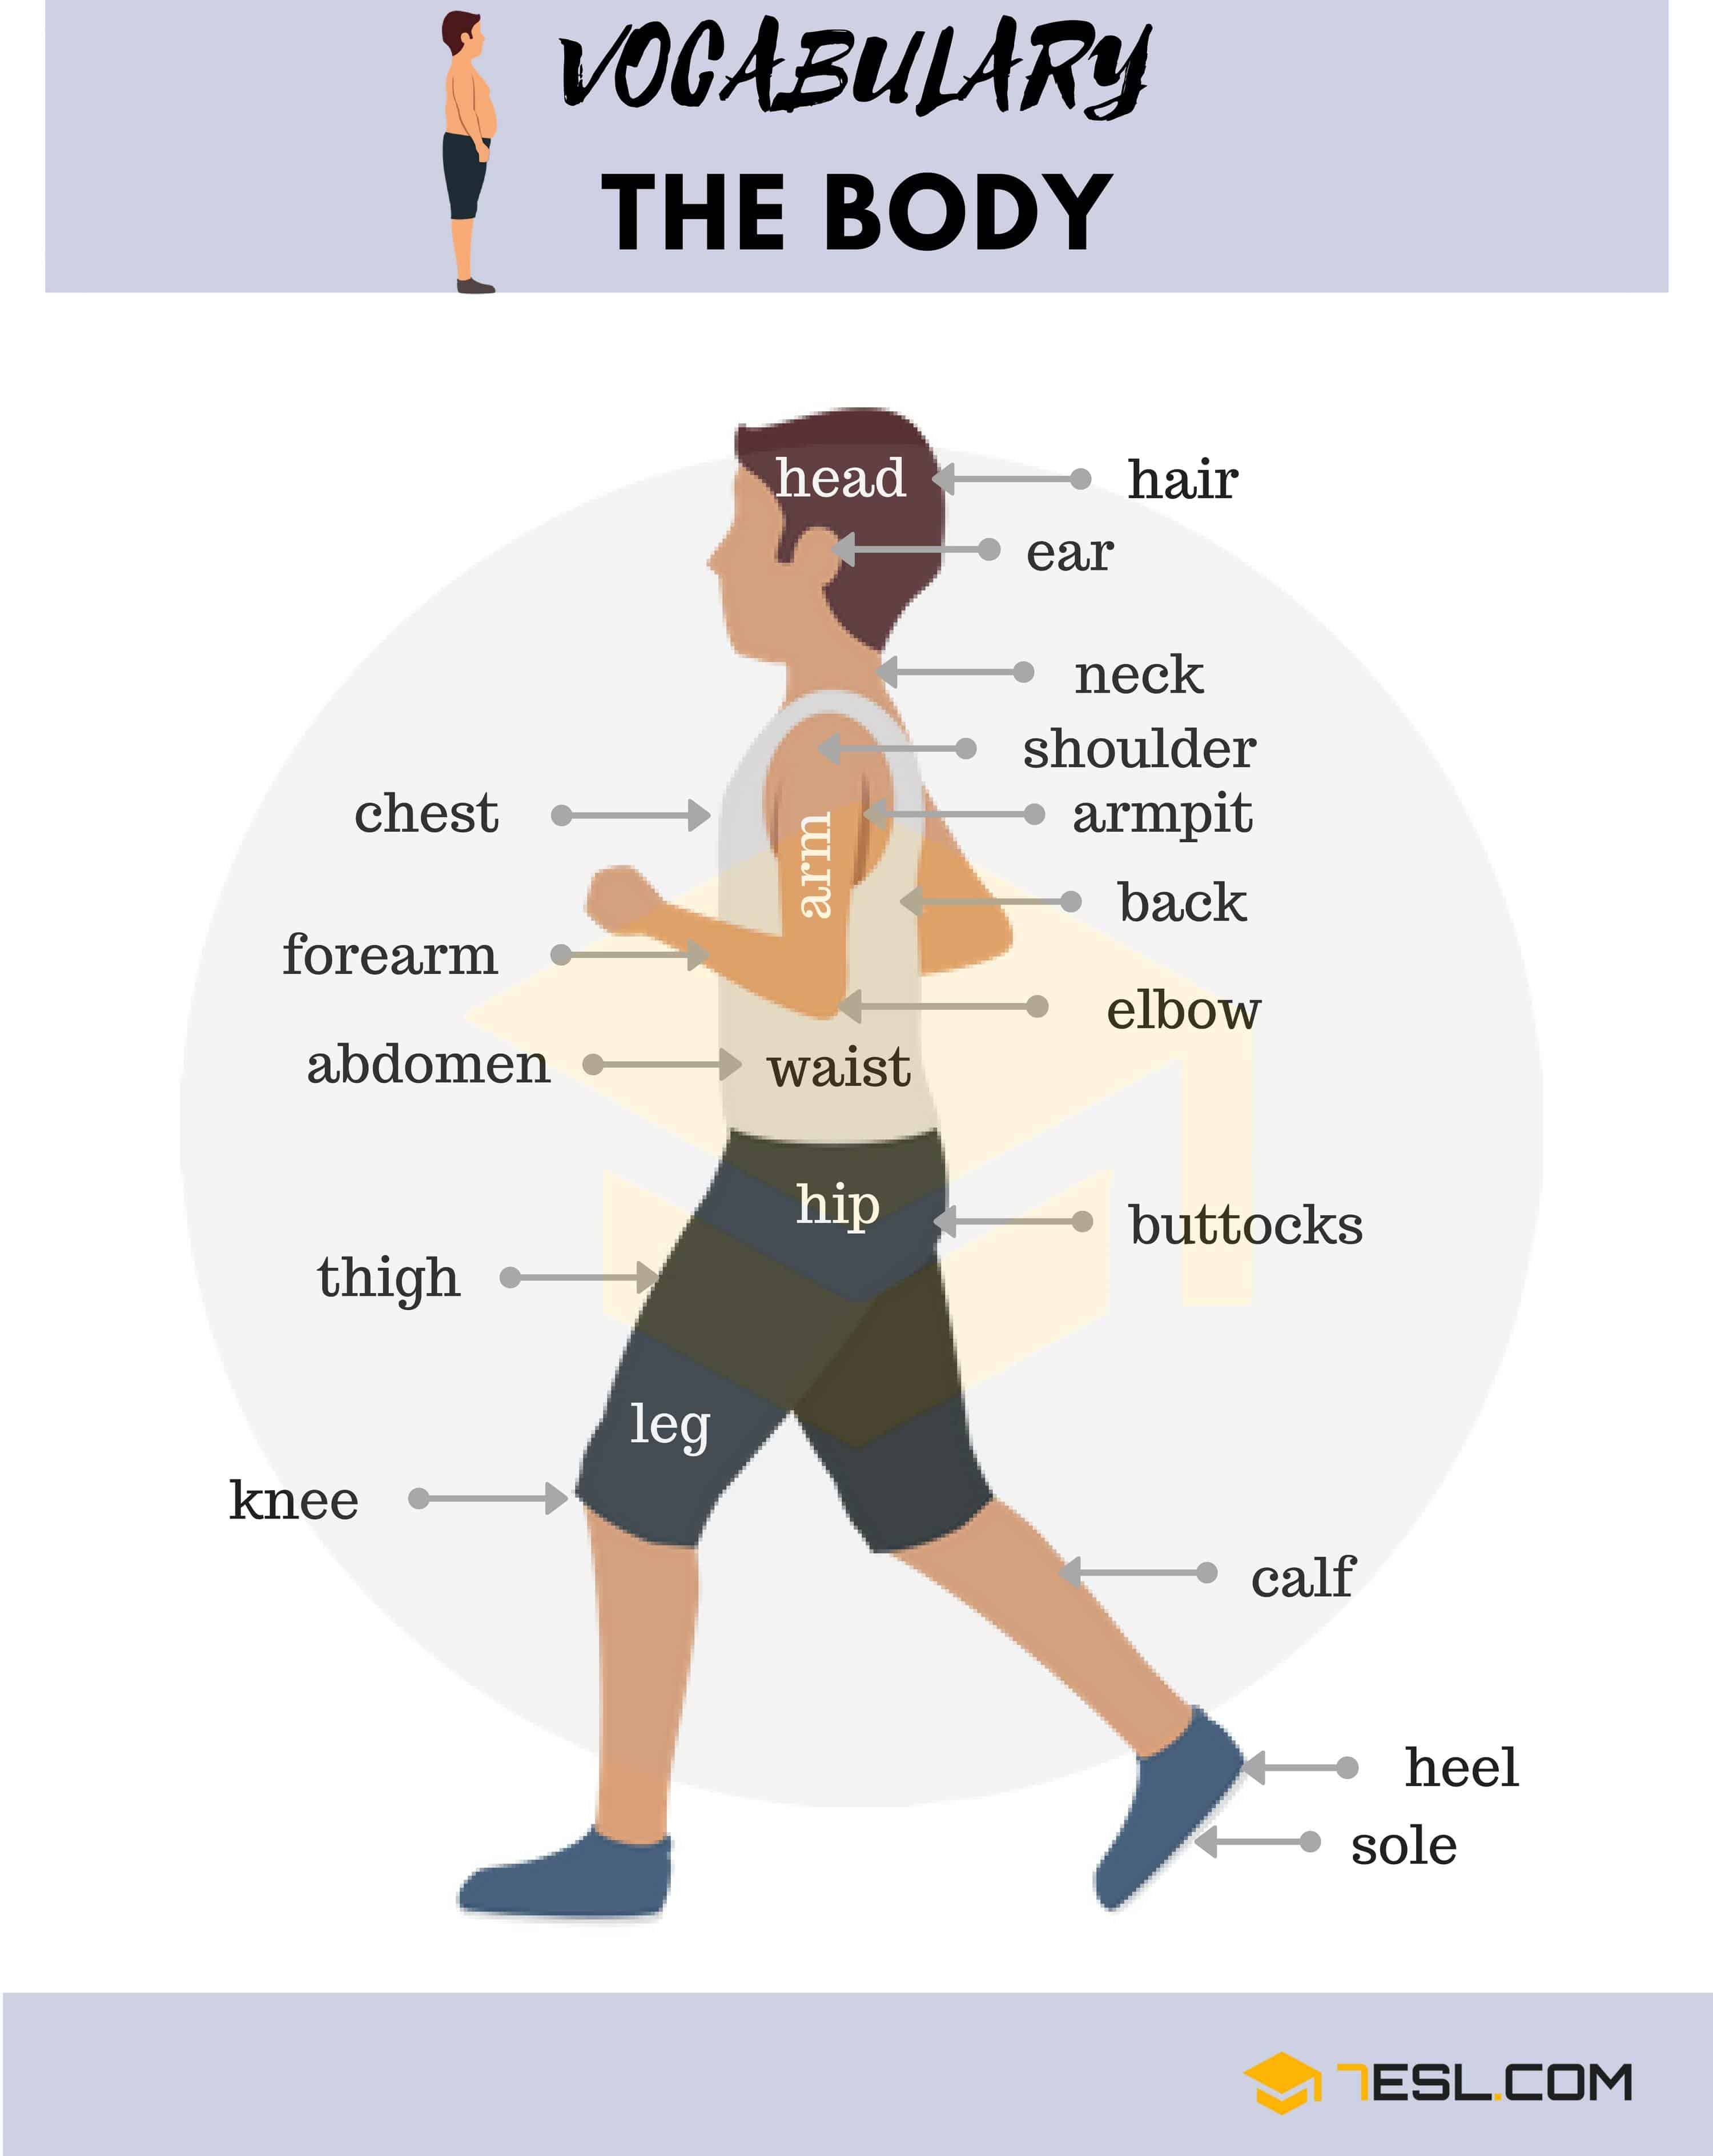 VOCABULARY
THE BODY
head
hair
ear
neck
shoulder
chest
arm
armpit
back
forearm
elbow
abdomen
waist
hip
buttocks
thigh
leg
knee
calf
heel
sole
7ESL.COM